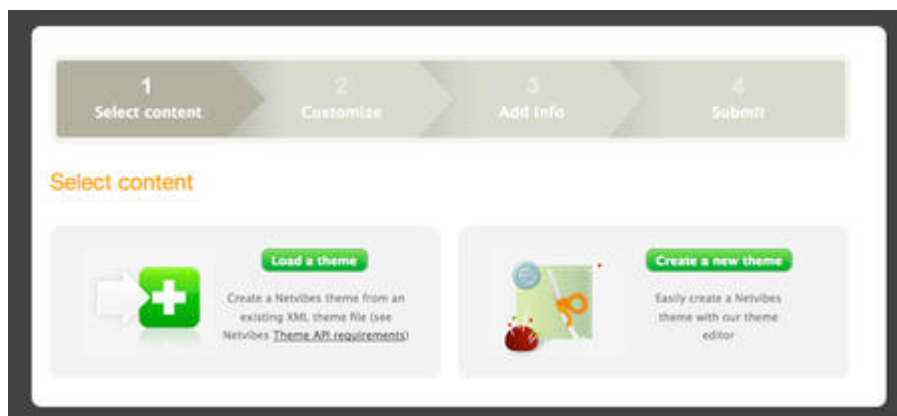 1
Select content
2
Customize
3
Add Info
4
Submit
Select content
Load a theme
Create a Netvibes theme from an
existing XML theme file (see
Netvibes Theme API requirements)
Create a new theme
Easily create a Netvibes
theme with our theme
editor